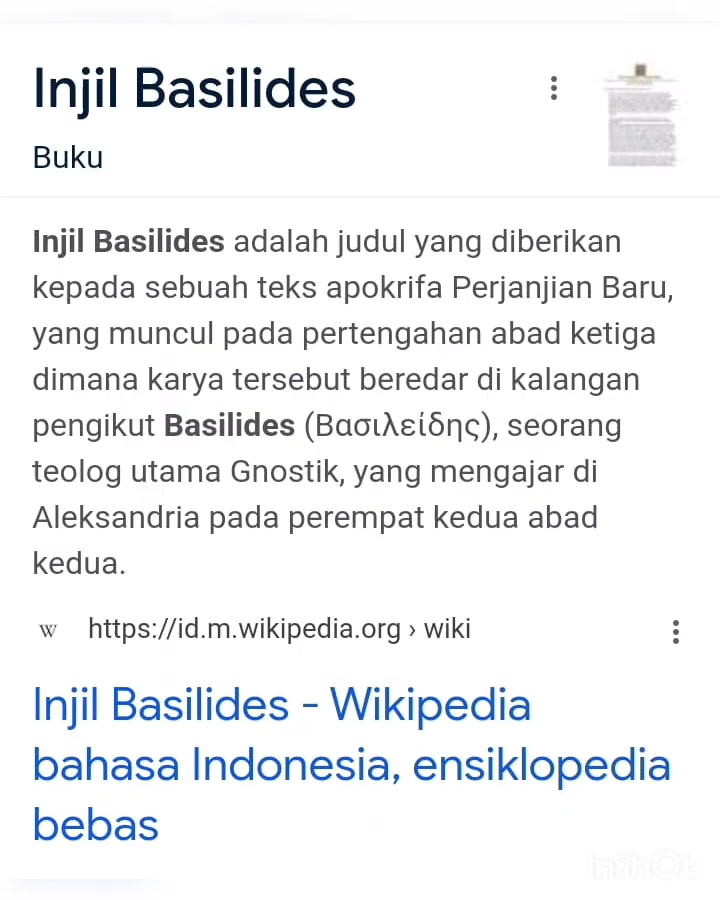 Injil Basilides
Buku
Injil Basilides adalah judul yang diberikan
kepada sebuah teks apokrifa Perjanjian Baru,
yang muncul pada pertengahan abad ketiga
dimana karya tersebut beredar di kalangan
pengikut Basilides (Βασιλείδης), seorang
teolog utama Gnostik, yang mengajar di
Aleksandria pada perempat kedua abad
kedua.
W https://id.m.wikipedia.org › wiki
Injil Basilides - Wikipedia
bahasa Indonesia, ensiklopedia
bebas
InShOt